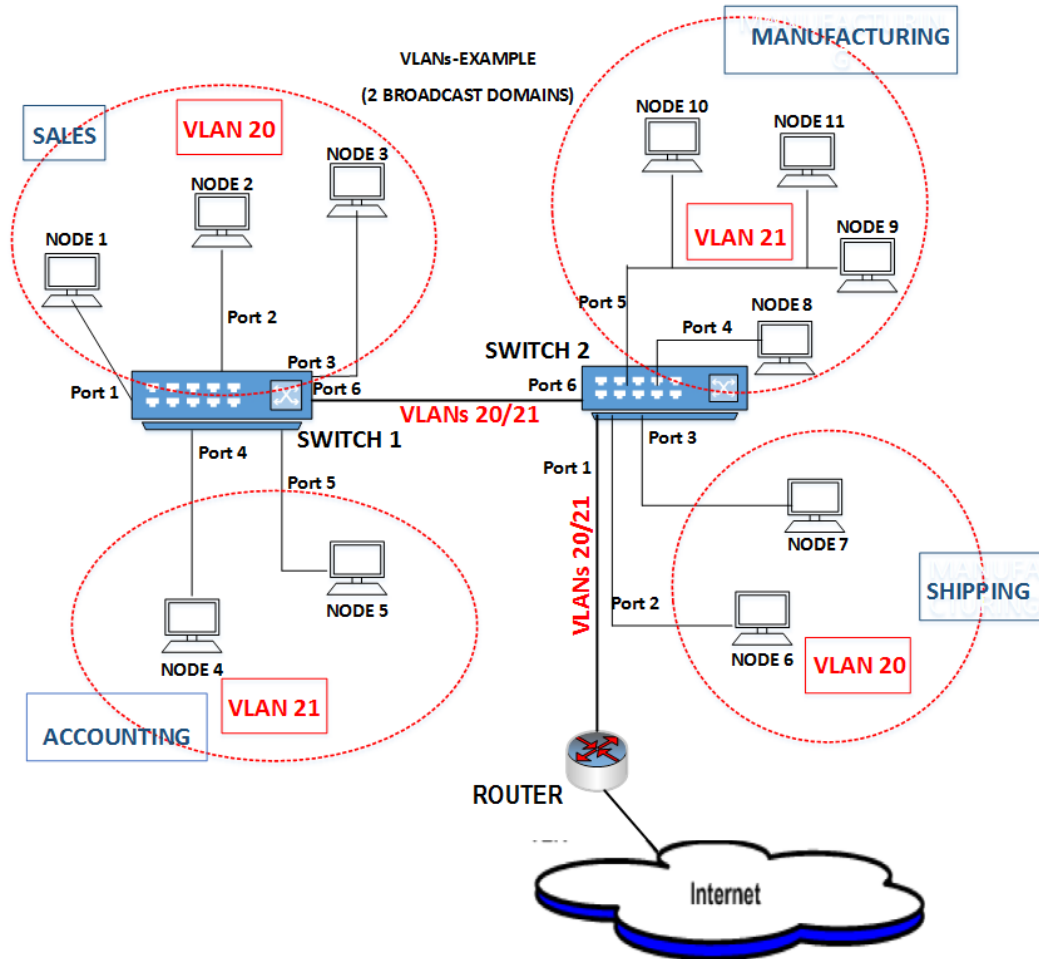 VLANs-EXAMPLE
(2 BROADCAST DOMAINS)
MANUFACTURING
SALES
VLAN 20
NODE 1
NODE 2
NODE 3
NODE 10
NODE 11
VLAN 21
NODE 9
NODE 8
Port 1
Port 2
Port 3
Port 6
SWITCH 1
VLANs 20/21
SWITCH 2
Port 6
Port 5
Port 4
Port 4
Port 5
NODE 4
NODE 5
VLAN 21
ACCOUNTING
Port 1
VLANs 20/21
Port 3
Port 2
NODE 7
NODE 6
VLAN 20
MANUFA
SHIPPING
CTURING
ROUTER
Internet